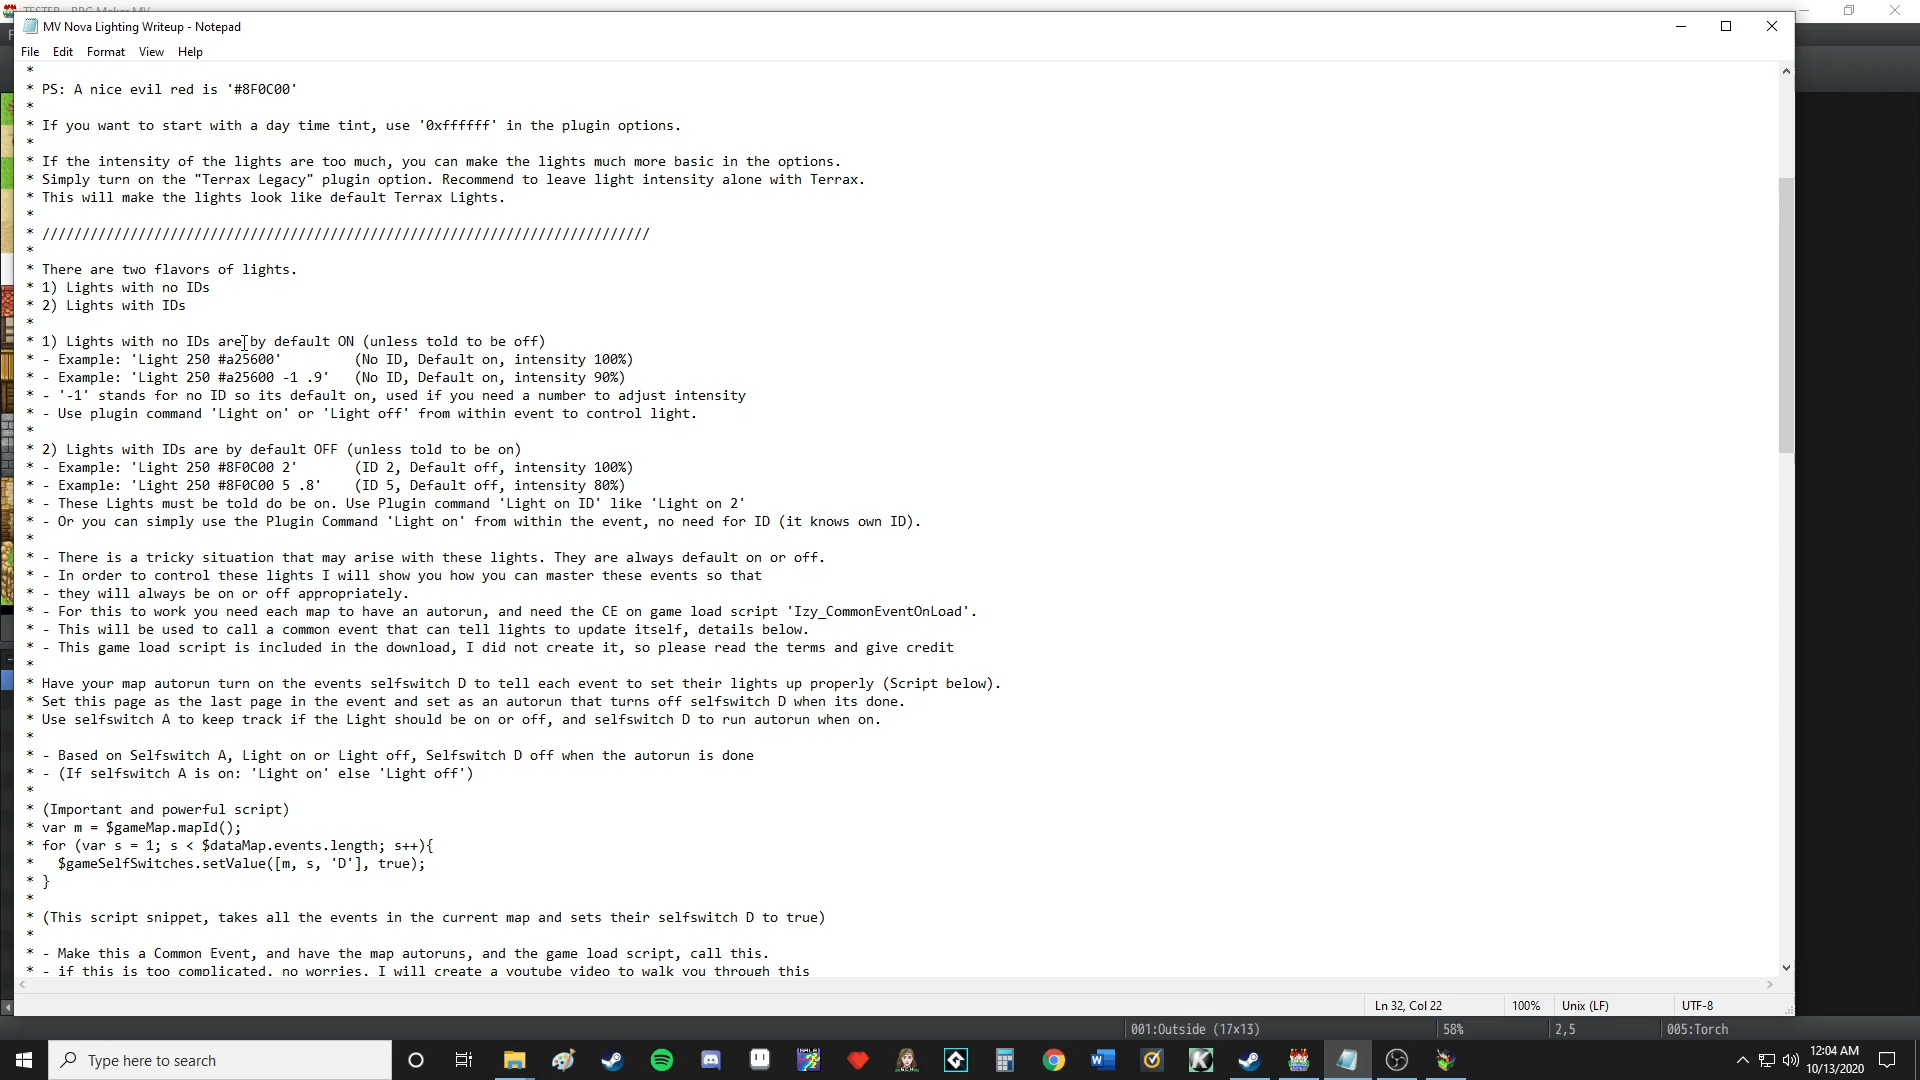 MV Nova Lighting Writeup - Notepad
File Edit Format View Help
*
* PS: A nice evil red is '#8F0C00'
*
* If you want to start with a day time tint, use '0xffffff' in the plugin options.
*
* If the intensity of the lights are too much, you can make the lights much more basic in the options.
* Simply turn on the "Terrax Legacy" plugin option. Recommend to leave light intensity alone with Terrax.
* This will make the lights look like default Terrax Lights.
*
* ////////////////////////////////////////////////////////////////////////////
*
* There are two flavors of lights.
* 1) Lights with no IDs
* 2) Lights with IDs
*
* 1) Lights with no IDs are by default ON (unless told to be off)
* - Example: 'Light 250 #a25600' (No ID, Default on, intensity 100%)
* - Example: 'Light 250 #a25600 -1 .9' (No ID, Default on, intensity 90%)
* - '-1' stands for no ID so its default on, used if you need a number to adjust intensity
* - Use plugin command 'Light on' or 'Light off' from within event to control light.
*
* 2) Lights with IDs are by default OFF (unless told to be on)
* - Example: 'Light 250 #8F0C00 2' (ID 2, Default off, intensity 100%)
* - Example: 'Light 250 #8F0C00 5 .8' (ID 5, Default off, intensity 80%)
* - These Lights must be told do be on. Use Plugin command 'Light on ID' like 'Light on 2'
* - Or you can simply use the Plugin Command 'Light on' from within the event, no need for ID (it knows own ID).
*
* - There is a tricky situation that may arise with these lights. They are always default on or off.
* - In order to control these lights I will show you how you can master these events so that
* - they will always be on or off appropriately.
* - For this to work you need each map to have an autorun, and need the CE on game load script 'Izy_CommonEventOnLoad'.
* - This will be used to call a common event that can tell lights to update itself, details below.
* - This game load script is included in the download, I did not create it, so please read the terms and give credit
*
* Have your map autorun turn on the events selfswitch D to tell each event to set their lights up properly (Script below).
* Set this page as the last page in the event and set as an autorun that turns off selfswitch D when its done.
* Use selfswitch A to keep track if the Light should be on or off, and selfswitch D to run autorun when on.
*
* - Based on Selfswitch A, Light on or Light off, Selfswitch D off when the autorun is done
* - (If selfswitch A is on: 'Light on' else 'Light off')
*
* (Important and powerful script)
* var m = $gameMap.mapId();
* for (var s = 1; s < $dataMap.events.length; s++){
*   $gameSelfSwitches.setValue([m, s, 'D'], true);
* }
*
* (This script snippet, takes all the events in the current map and sets their selfswitch D to true)
*
* - Make this a Common Event, and have the map autoruns, and the game load script, call this.
* - if this is too complicated, no worries, I will create a youtube video to walk you through this
Ln 32, Col 22 100% Unix (LF) UTF-8
001:Outside (17x13) 58% 2,5 005:Torch
Type here to search
12:04 AM
10/13/2020